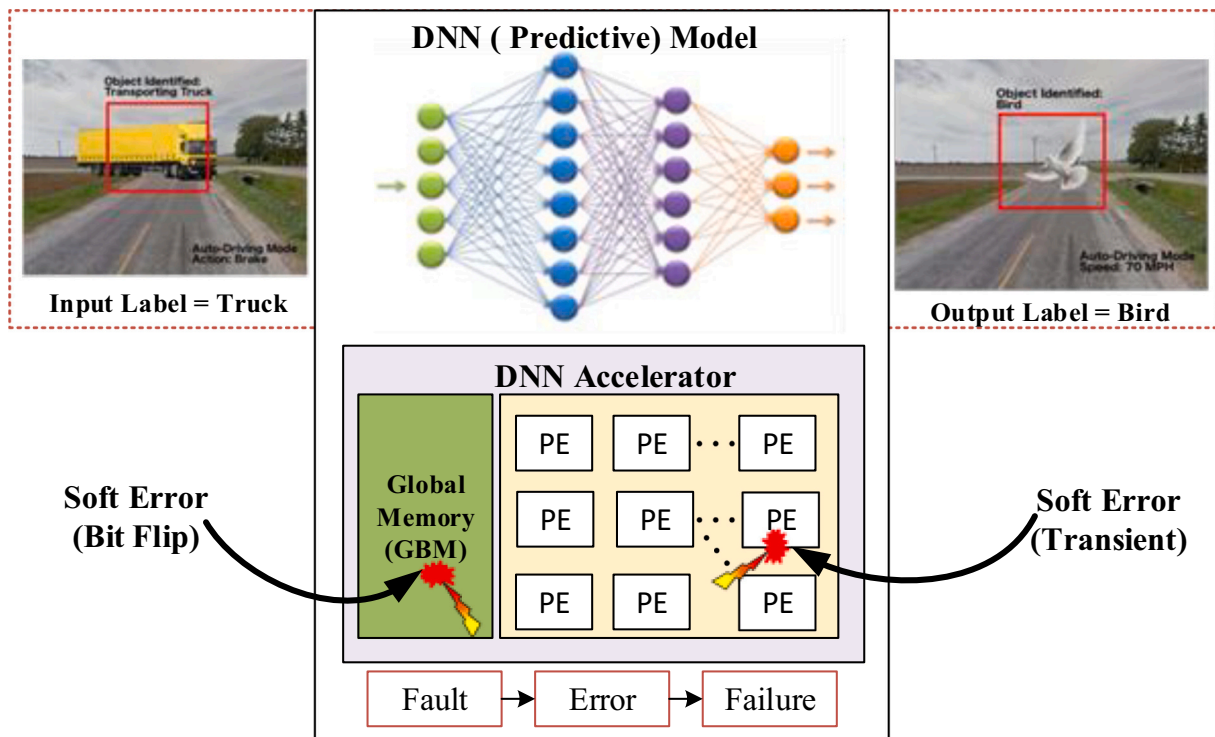 DNN ( Predictive) Model
Object Identified:
Transporting Truck
Auto-Driving Mode
Action: Brake
Input Label = Truck
Object Identified:
Bird
Auto-Driving Mode
Speed: 70 MPH
Output Label = Bird
DNN Accelerator
Global
Memory
(GBM)
PE PE PE
PE PE PE
PE PE PE
Soft Error
(Bit Flip)
Soft Error
(Transient)
Fault Error Failure